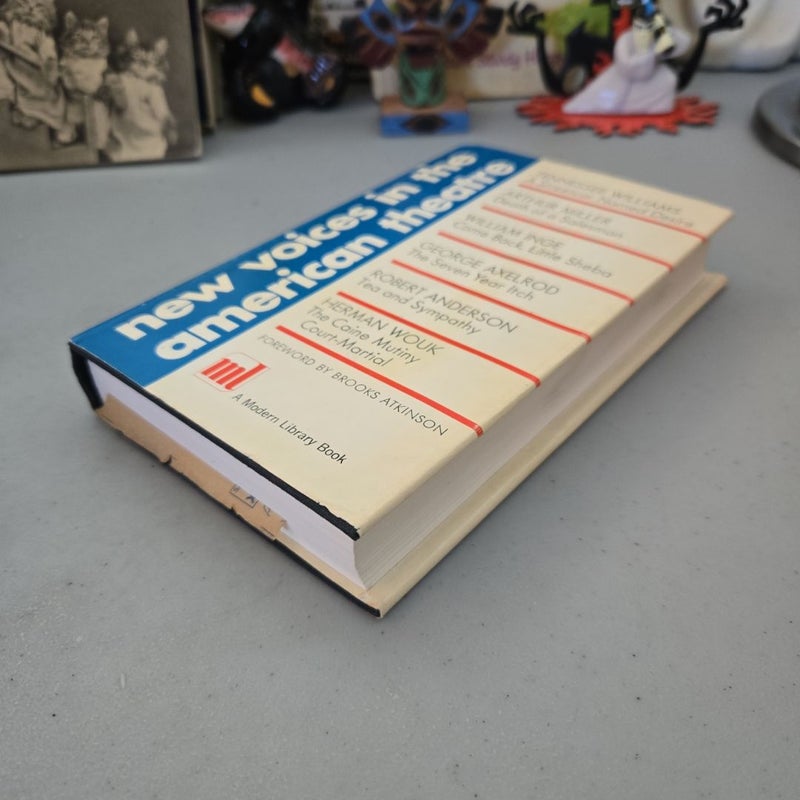 new voices in the
american theatre
TENNESSEE WILLIAMS
A Streetcar Named Desire
ARTHUR MILLER
Death of a Salesman
WILLIAM INGE
Come Back, Little Sheba
GEORGE AXELROD
The Seven Year Itch
ROBERT ANDERSON
Tea and Sympathy
HERMAN WOUK
The Caine Mutiny
Court-Martial
FOREWORD BY BROOKS ATKINSON
ml
A Modern Library Book